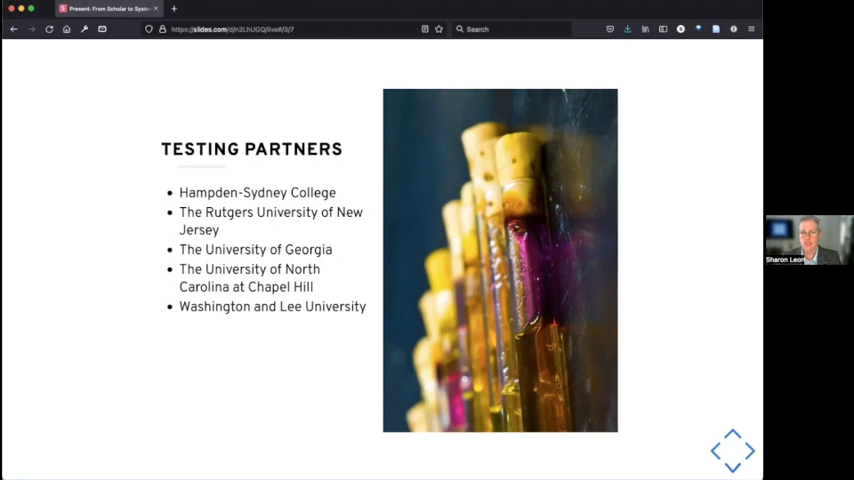 Present: From Scholar to Syste
https://slides.com/d/n2LhUGQ/live#/3/7
Search
TESTING PARTNERS
Hampden-Sydney College
The Rutgers University of New
Jersey
The University of Georgia
The University of North
Carolina at Chapel Hill
Washington and Lee University
Sharon Leon